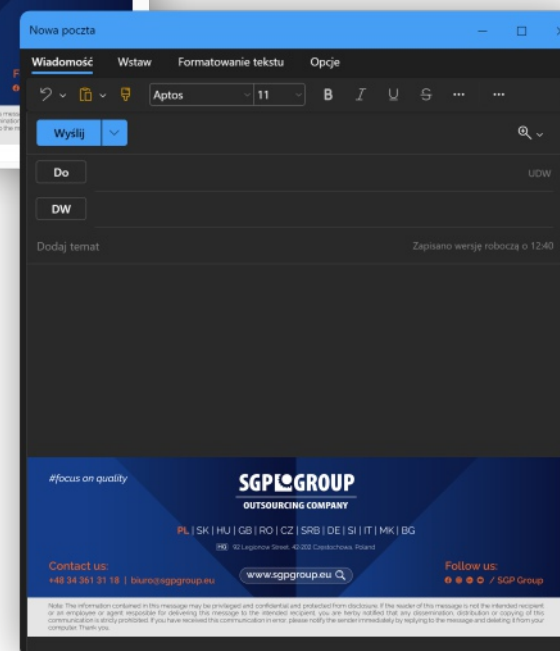 Nowa poczta
Wiadomość Wstaw Formatowanie tekstu Opcje
Aptos 11 B I U S ... ...
Wyślij
Do UDW
DW
Dodaj temat Zapisano wersję roboczą o 12:40
#focus on quality
SGP GROUP
OUTSOURCING COMPANY
PL | SK | HU | GB | RO | CZ | SRB | DE | SI | IT | MK | BG
HQ 92 Legionow Street, 42-202 Czestochowa, Poland
Contact us:
Follow us:
+48 34 361 31 18 | biuro@sgpgroup.eu
www.sgpgroup.eu
/ SGP Group
Note: The information contained in this message may be privileged and confidential and protected from disclosure. If the reader of this message is not the intended recipient
or an employee or agent resposible for delivering this message to the intended recipient, you are herby notified that any dissemination, distribution or copying of this
communication is strictly prohibited. If you have received this communication in error, please notify the sender immediately by replying to the message and deleting it from your
computer. Thank you.